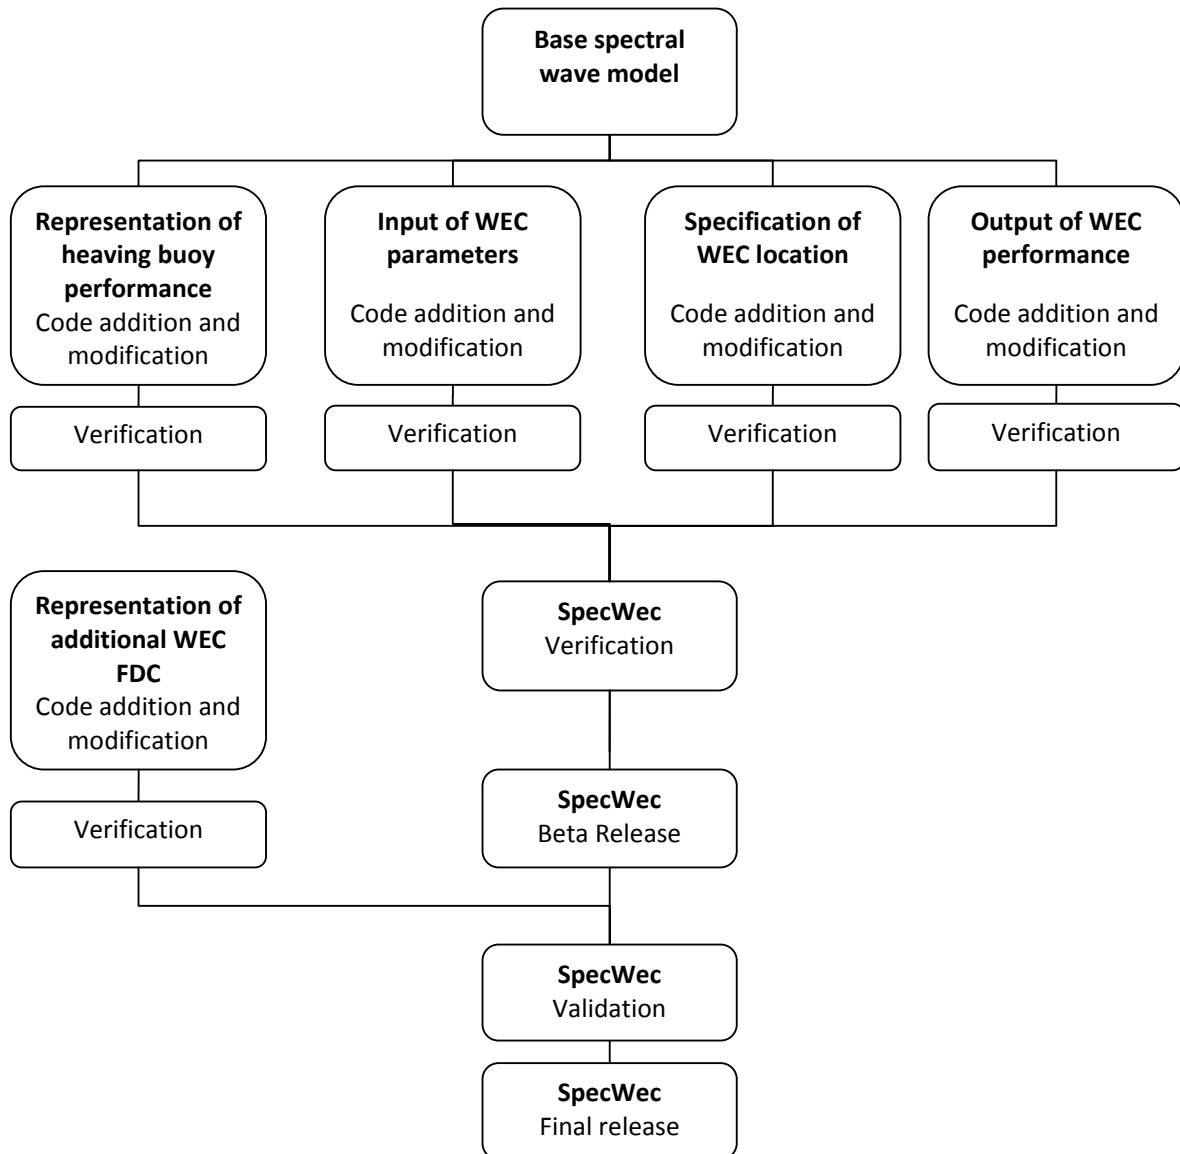 Base spectral
wave model
Representation of
heaving buoy
performance
Code addition and
modification
Input of WEC
parameters
Code addition and
modification
Specification of
WEC location
Code addition and
modification
Output of WEC
performance
Code addition and
modification
Verification
Verification
Verification
Verification
Representation of
additional WEC
FDC
Code addition and
modification
Verification
SpecWec
Verification
SpecWec
Beta Release
SpecWec
Validation
SpecWec
Final release